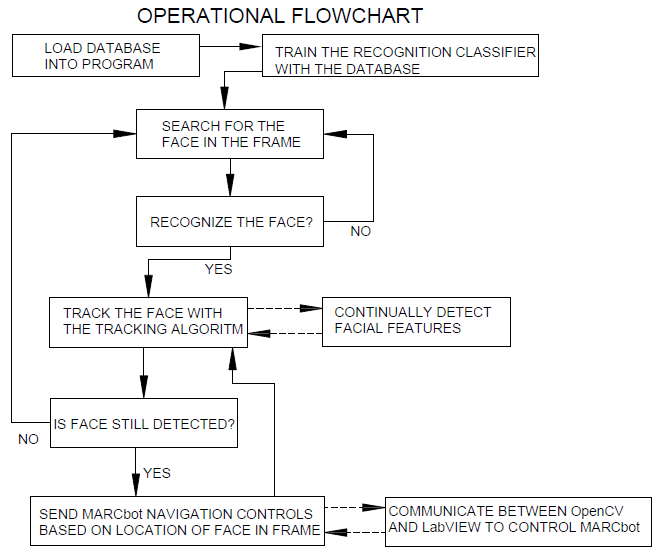 OPERATIONAL FLOWCHART
LOAD DATABASE
INTO PROGRAM
TRAIN THE RECOGNITION CLASSIFIER
WITH THE DATABASE
SEARCH FOR THE
FACE IN THE FRAME
RECOGNIZE THE FACE?
NO
YES
TRACK THE FACE WITH
THE TRACKING ALGORITM
CONTINUALLY DETECT
FACIAL FEATURES
IS FACE STILL DETECTED?
NO
YES
SEND MARCbot NAVIGATION CONTROLS
BASED ON LOCATION OF FACE IN FRAME
COMMUNICATE BETWEEN OpenCV
AND LabVIEW TO CONTROL MARCbot